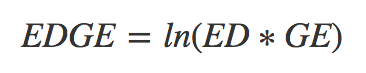 EDGE = ln(ED * GE)